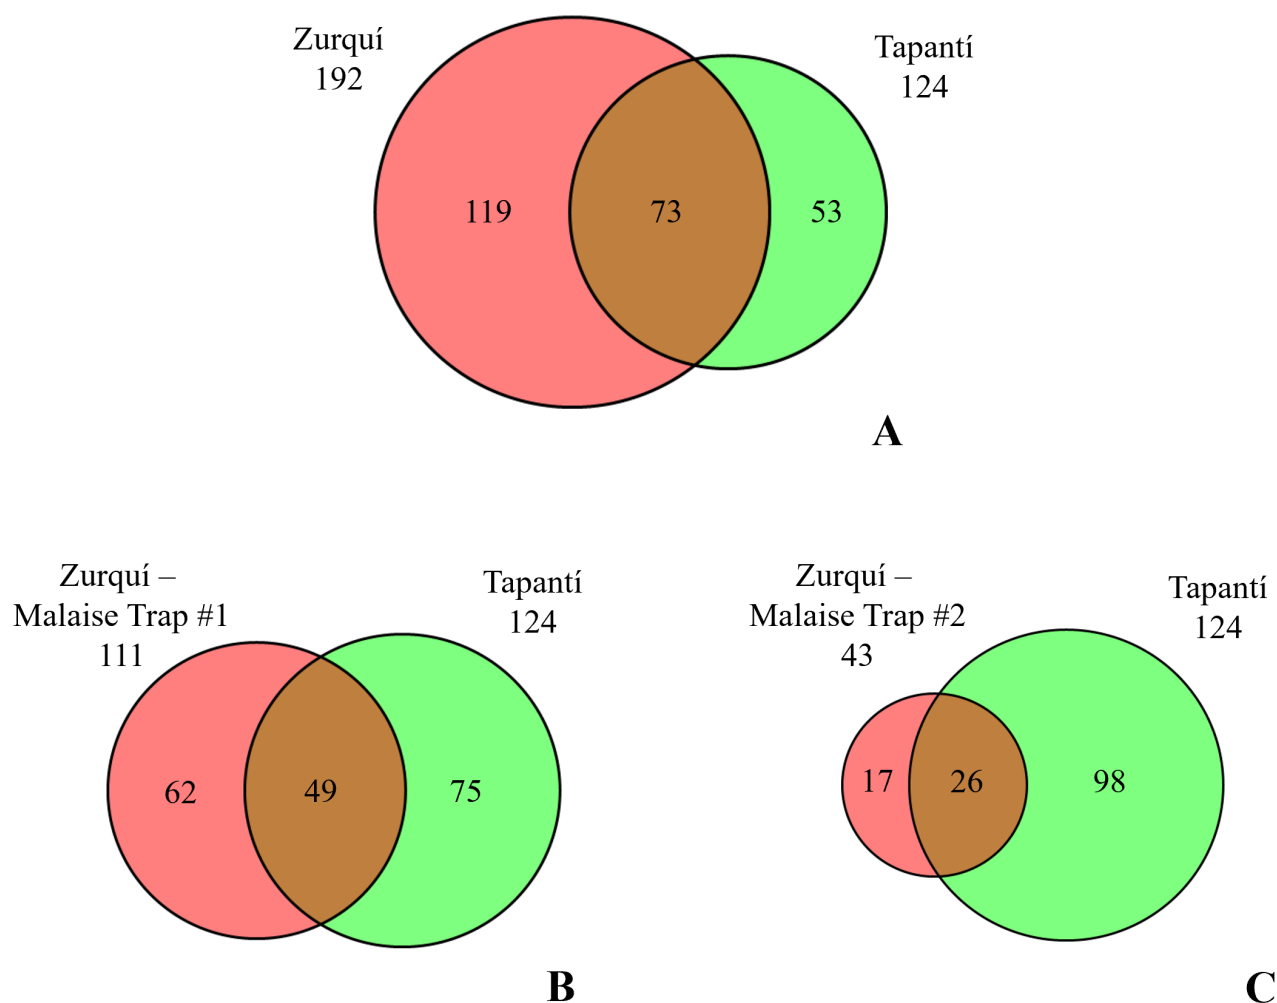 Zurquí
192
Tapantí
124
119
73
53
A
Zurquí –
Malaise Trap #1
111
Tapantí
124
62
49
75
B
Zurquí –
Malaise Trap #2
43
Tapantí
124
17
26
98
C